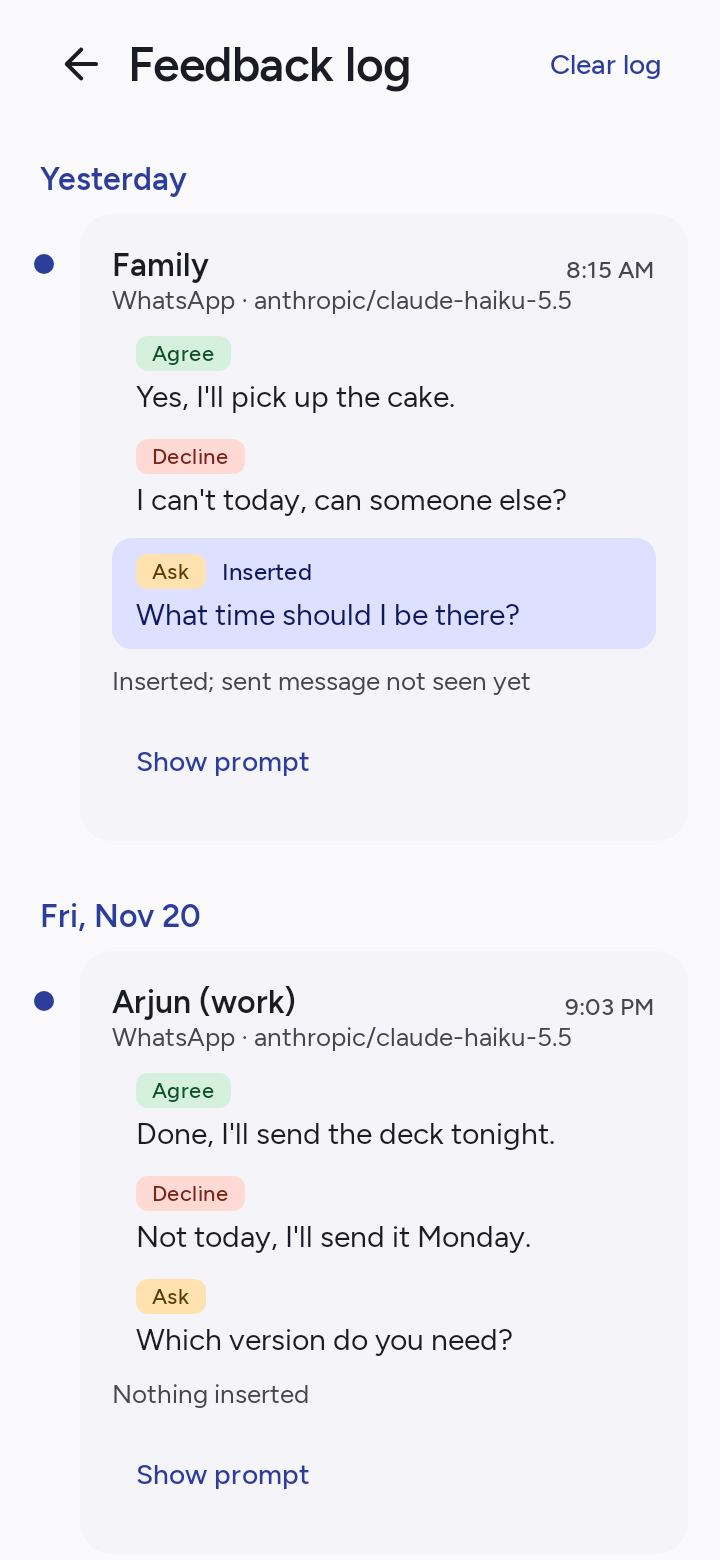 Feedback log
Clear log
Yesterday
Family
8:15 AM
WhatsApp · anthropic/claude-haiku-5.5
Agree
Yes, I'll pick up the cake.
Decline
I can't today, can someone else?
Ask Inserted
What time should I be there?
Inserted; sent message not seen yet
Show prompt
Fri, Nov 20
Arjun (work)
9:03 PM
WhatsApp · anthropic/claude-haiku-5.5
Agree
Done, I'll send the deck tonight.
Decline
Not today, I'll send it Monday.
Ask
Which version do you need?
Nothing inserted
Show prompt